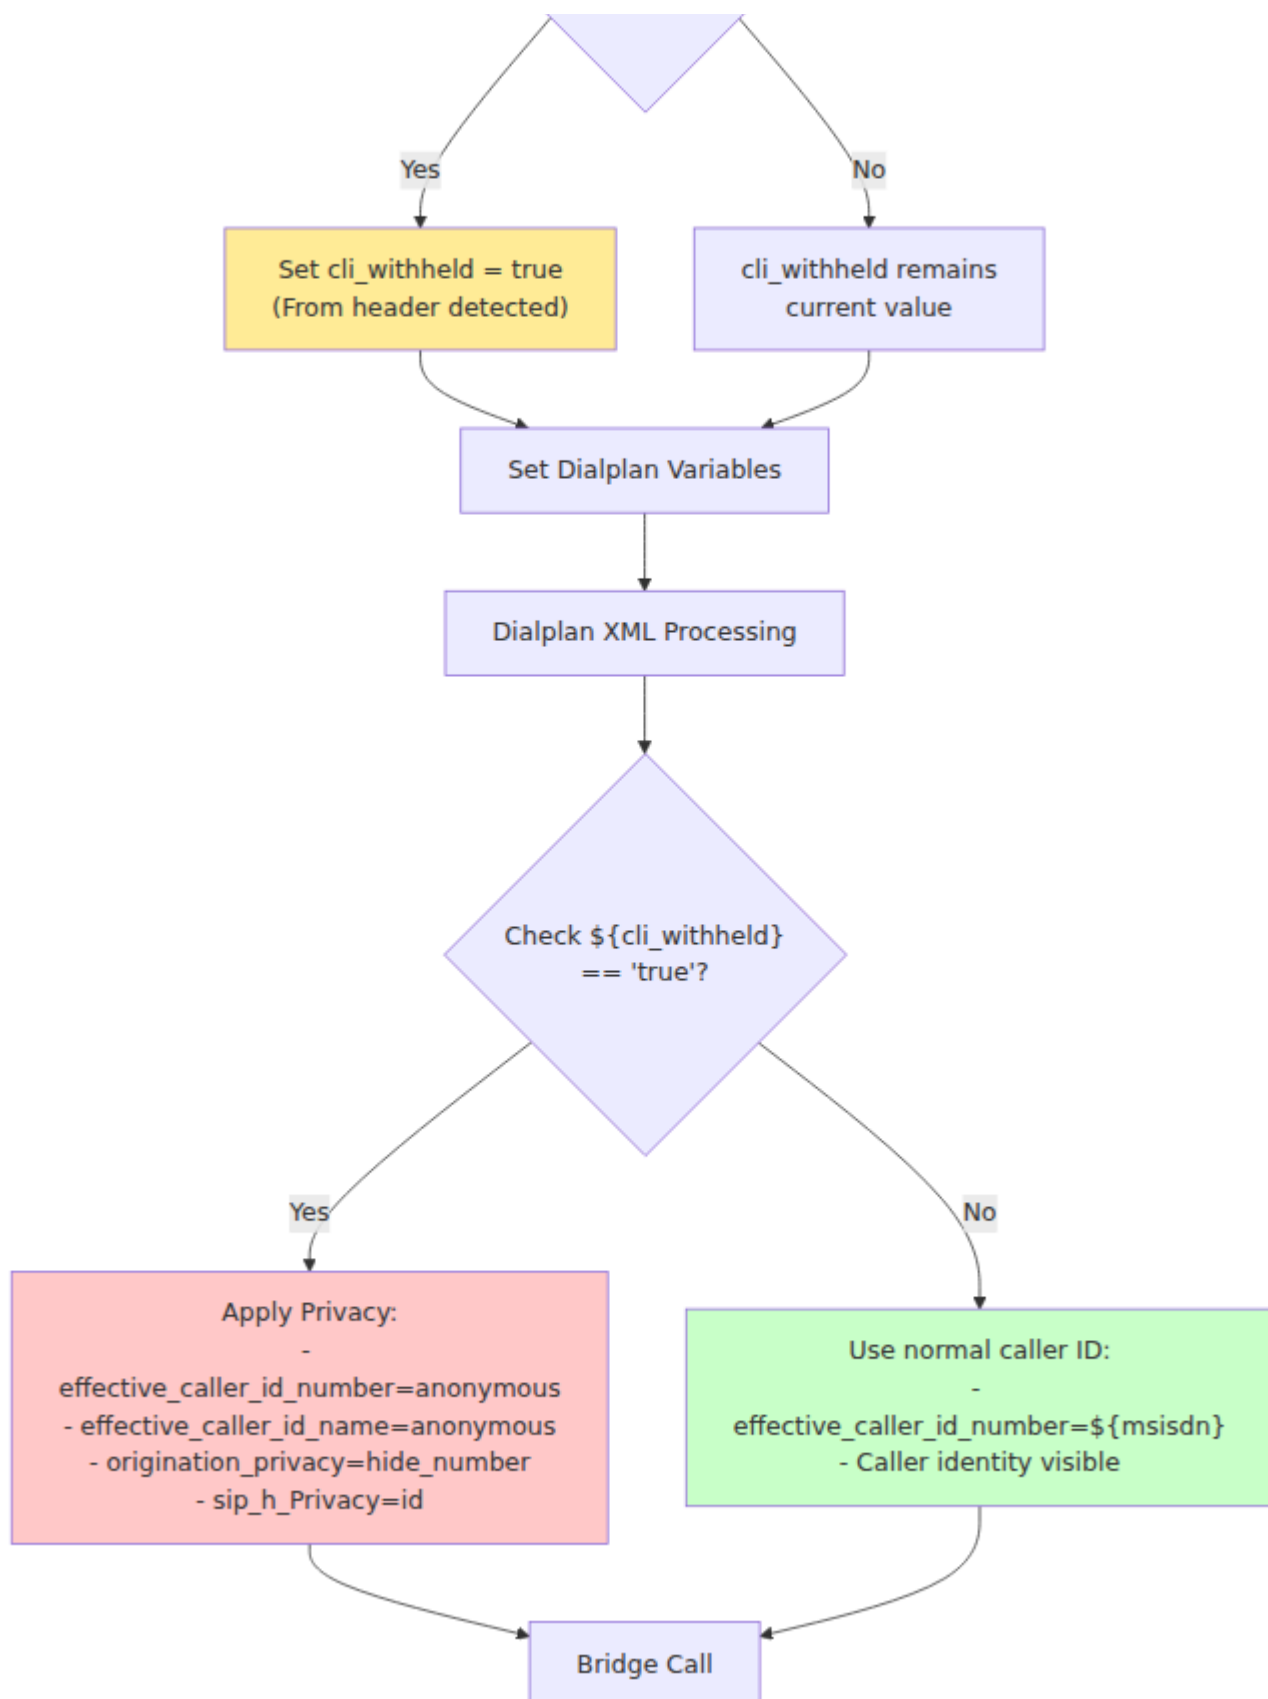 Yes
No
Set cli_withheld = true
(From header detected)
cli_withheld remains
current value
Set Dialplan Variables
Dialplan XML Processing
Check ${cli_withheld}
== 'true'?
Yes
No
Apply Privacy:
-
effective_caller_id_number=anonymous
- effective_caller_id_name=anonymous
- origination_privacy=hide_number
- sip_h_Privacy=id
Use normal caller ID:
-
effective_caller_id_number=${msisdn}
- Caller identity visible
Bridge Call